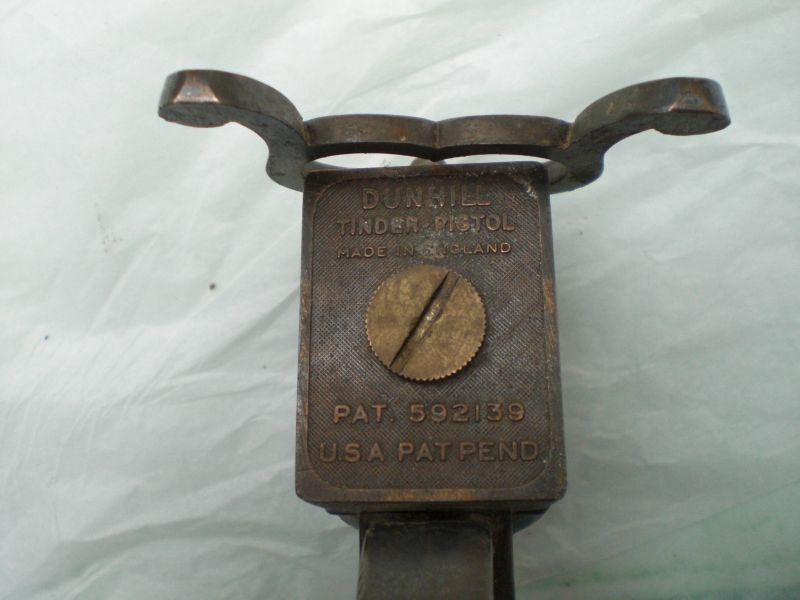 DUNHILL
TINDER PISTOL
MADE IN ENGLAND
PAT. 592139
U.S A PAT PEND.